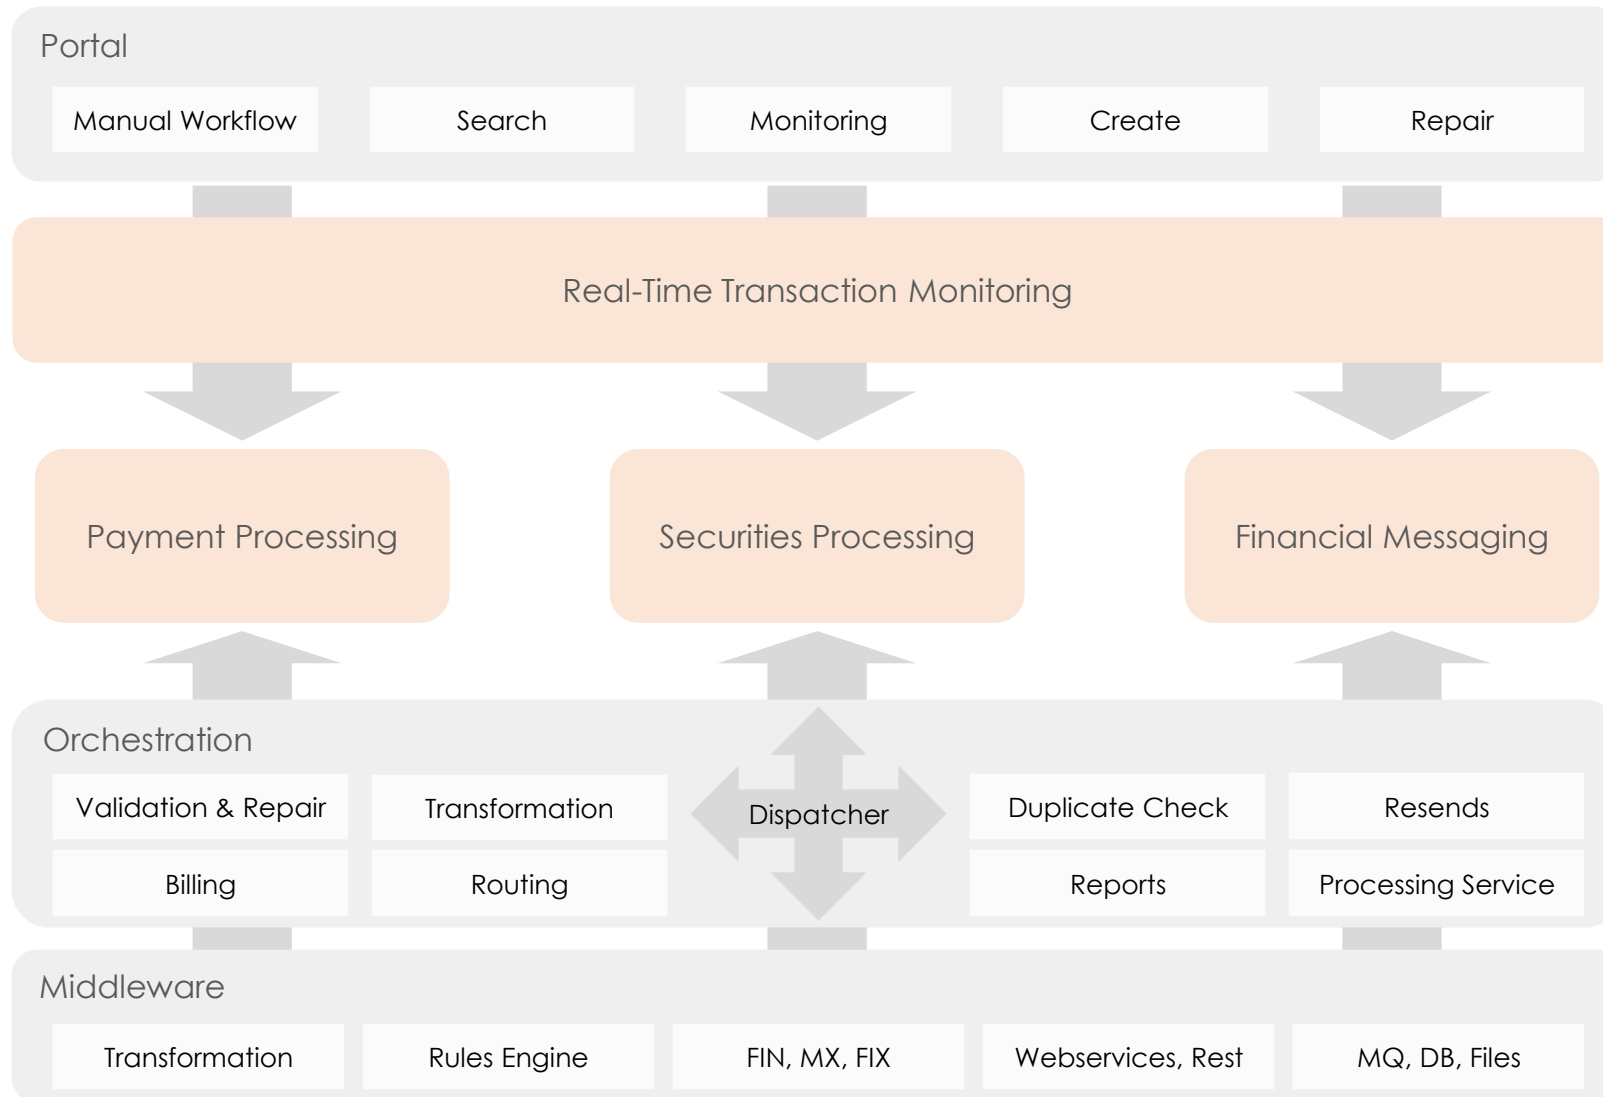 Portal
Manual Workflow
Search
Monitoring
Create
Repair
Real-Time Transaction Monitoring
Payment Processing
Securities Processing
Financial Messaging
Orchestration
Validation & Repair
Transformation
Dispatcher
Duplicate Check
Resends
Billing
Routing
Reports
Processing Service
Middleware
Transformation
Rules Engine
FIN, MX, FIX
Webservices, Rest
MQ, DB, Files